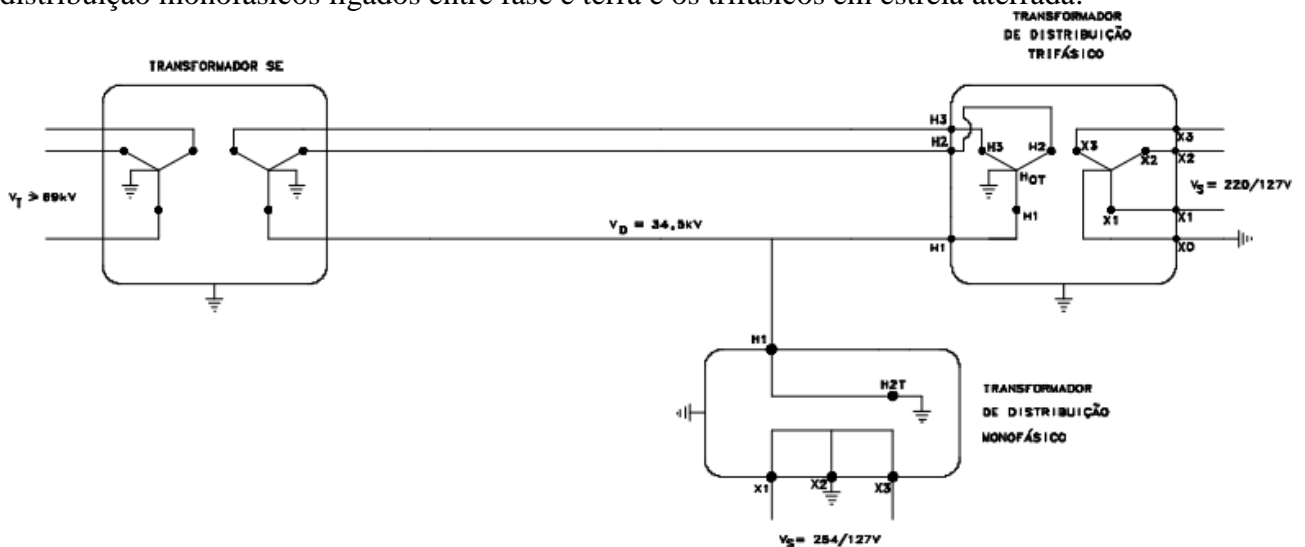 distribuição monofásicos ligados entre fase e terra e os trifásicos em estrela aterrada.
TRANSFORMADOR
DE DISTRIBUIÇÃO
TRIFÁSICO
TRANSFORMADOR SE
H3
H2
H3
H2
X3
X3
X2
X2
H0T
V_T ≥ 69kV
V_S = 220/127V
H1
X1
X1
V_D = 34,5kV
H1
X0
H1
H2T
TRANSFORMADOR
DE DISTRIBUIÇÃO
MONOFÁSICO
X1
X2
X3
V_S = 254/127V